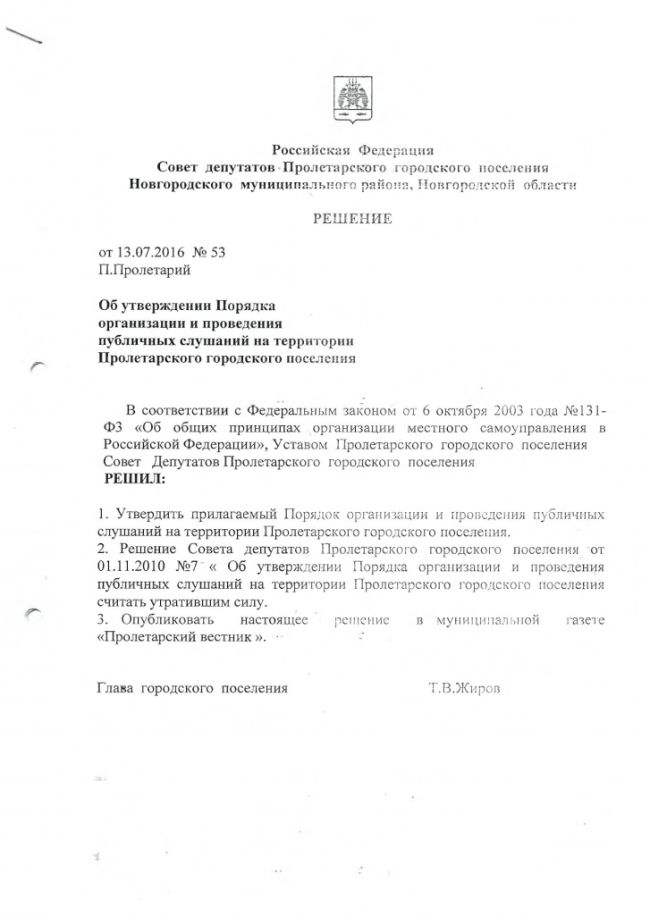 Российская Федерация
Совет депутатов Пролетарского городского поселения
Новгородского муниципального района, Новгородской области
РЕШЕНИЕ
от 13.07.2016 № 53
П.Пролетарий
Об утверждении Порядка
организации и проведения
публичных слушаний на территории
Пролетарского городского поселения
В соответствии с Федеральным законом от 6 октября 2003 года №131-
ФЗ «Об общих принципах организации местного самоуправления в
Российской Федерации», Уставом Пролетарского городского поселения
Совет Депутатов Пролетарского городского поселения
РЕШИЛ:
1. Утвердить прилагаемый Порядок организации и проведения публичных
слушаний на территории Пролетарского городского поселения.
2. Решение Совета депутатов Пролетарского городского поселения от
01.11.2010 №7 « Об утверждении Порядка организации и проведения
публичных слушаний на территории Пролетарского городского поселения
считать утратившим силу.
3. Опубликовать настоящее решение в муниципальной газете
«Пролетарский вестник ».
Глава городского поселения Т.В.Жиров